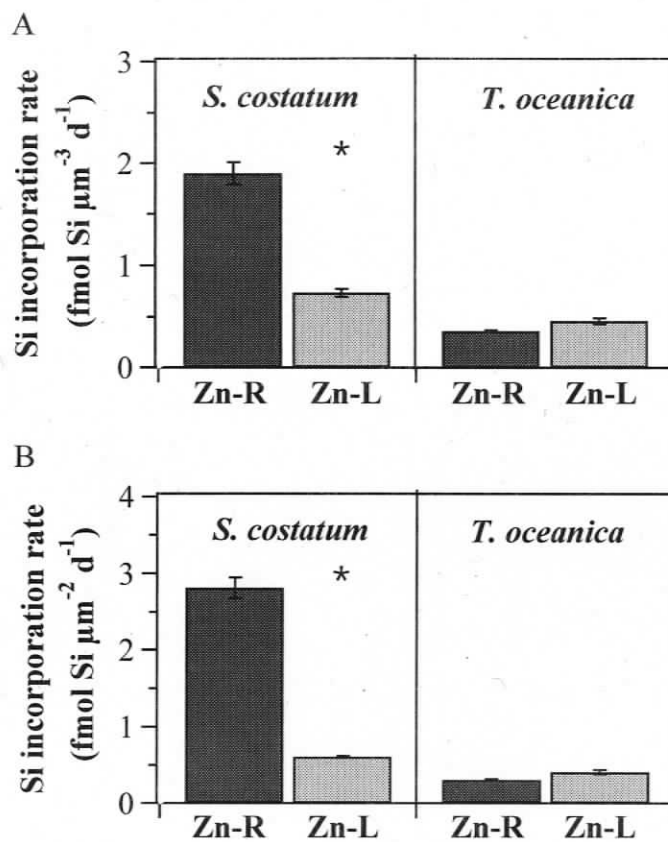 A
Si incorporation rate
(fmol Si μm⁻³ d⁻¹)
3
2
1
0
S. costatum
T. oceanica
*
Zn-R
Zn-L
Zn-R
Zn-L
B
Si incorporation rate
(fmol Si μm⁻² d⁻¹)
4
3
2
1
0
S. costatum
T. oceanica
*
Zn-R
Zn-L
Zn-R
Zn-L